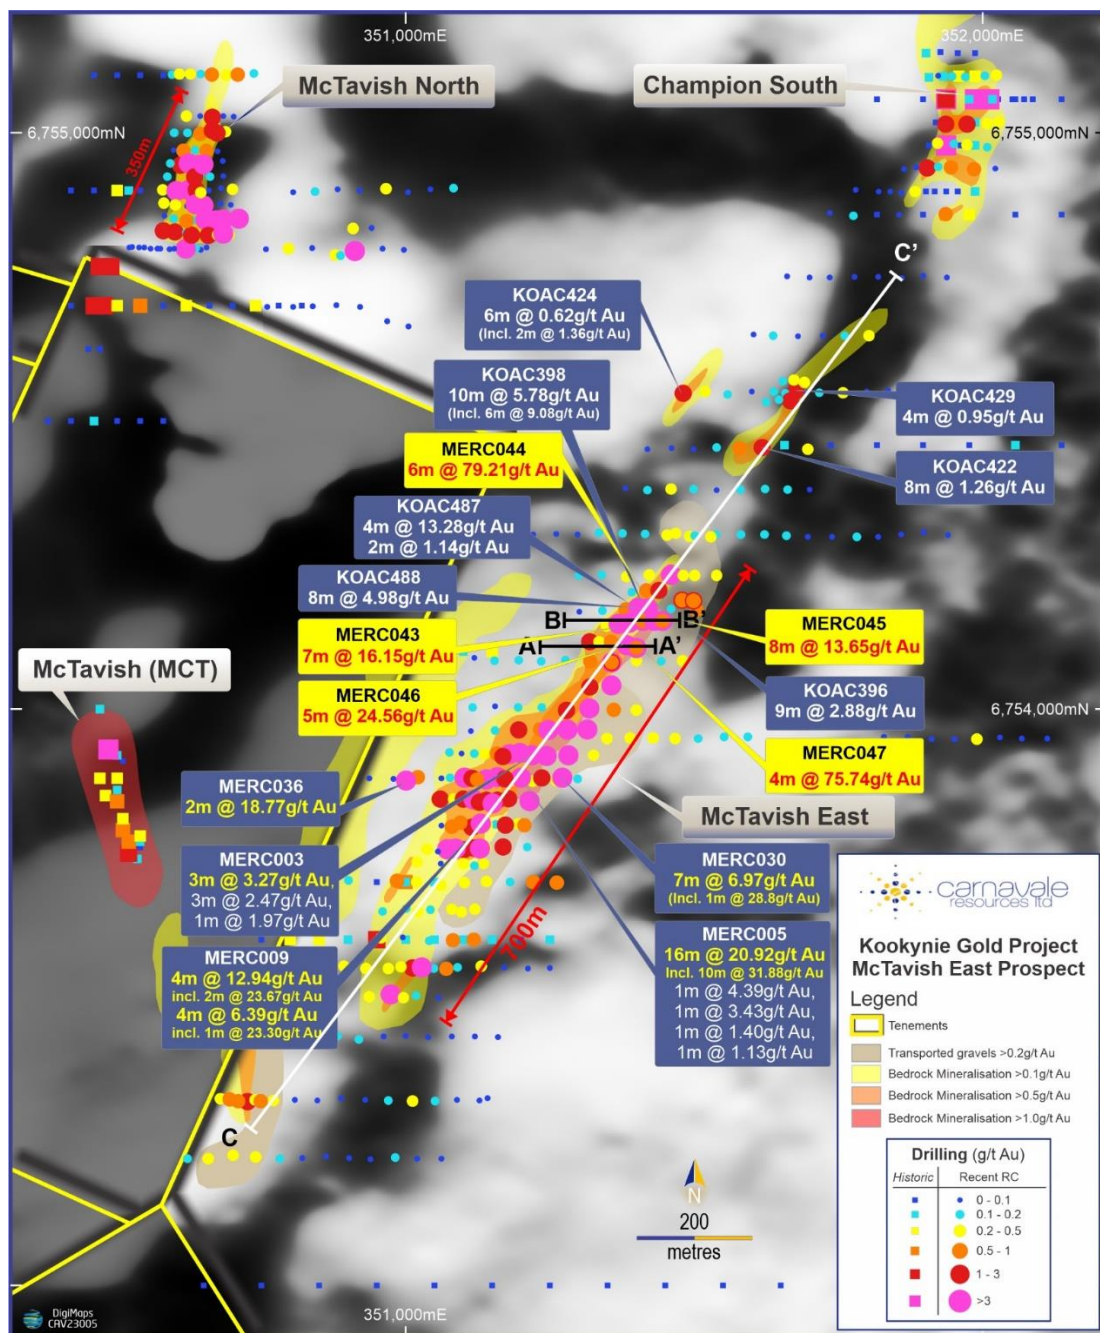 351,000mE
352,000mE
McTavish North
Champion South
6,755,000mN
6,755,000mN
350m
C'
KOAC424
6m @ 0.62g/t Au
(Incl. 2m @ 1.36g/t Au)
KOAC398
10m @ 5.78g/t Au
(Incl. 6m @ 9.08g/t Au)
KOAC429
4m @ 0.95g/t Au
MERC044
6m @ 79.21g/t Au
KOAC422
8m @ 1.26g/t Au
KOAC487
4m @ 13.28g/t Au
2m @ 1.14g/t Au
KOAC488
8m @ 4.98g/t Au
B
B'
MERC043
7m @ 16.15g/t Au
MERC045
8m @ 13.65g/t Au
A
A'
McTavish (MCT)
MERC046
5m @ 24.56g/t Au
KOAC396
9m @ 2.88g/t Au
6,754,000mN
MERC047
4m @ 75.74g/t Au
MERC036
2m @ 18.77g/t Au
McTavish East
MERC003
3m @ 3.27g/t Au,
3m @ 2.47g/t Au,
1m @ 1.97g/t Au
MERC030
7m @ 6.97g/t Au
(Incl. 1m @ 28.8g/t Au)
700m
MERC005
16m @ 20.92g/t Au
Incl. 10m @ 31.88g/t Au
1m @ 4.39g/t Au,
1m @ 3.43g/t Au,
1m @ 1.40g/t Au,
1m @ 1.13g/t Au
MERC009
4m @ 12.94g/t Au
incl. 2m @ 23.67g/t Au
4m @ 6.39g/t Au
incl. 1m @ 23.30g/t Au
C
carnavale
resources ltd
Kookynie Gold Project
McTavish East Prospect
Legend
Tenements
Transported gravels >0.2g/t Au
Bedrock Mineralisation >0.1g/t Au
Bedrock Mineralisation >0.5g/t Au
Bedrock Mineralisation >1.0g/t Au
Drilling (g/t Au)
Historic Recent RC
0 - 0.1
0.1 - 0.2
0.2 - 0.5
0.5 - 1
1 - 3
>3
N
200
metres
DigiMaps
CAV23005
351,000mE